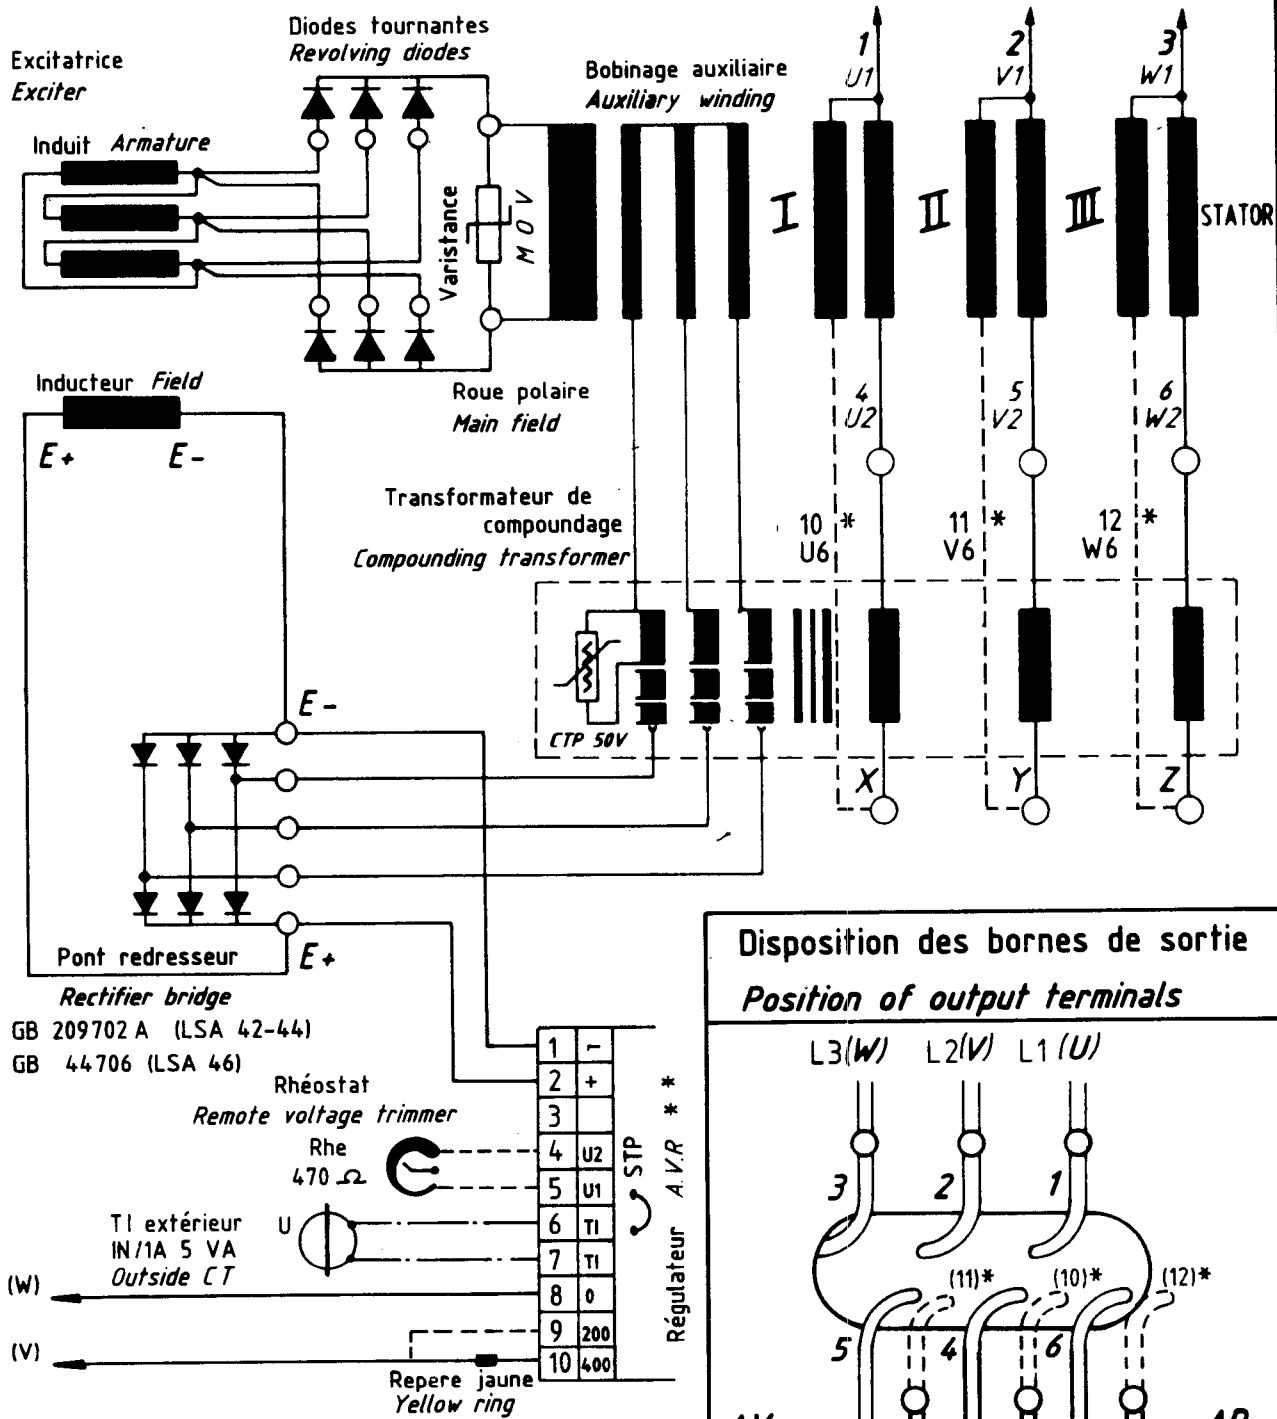 Diodes tournantes
Revolving diodes
Excitatrice
Exciter
Induit Armature
Bobinage auxiliaire
Auxiliary winding
1
U1
2
V1
3
W1
Varistance
MOV
I
II
III
STATOR
Inducteur Field
E+ E-
Roue polaire
Main field
4
U2
5
V2
6
W2
Transformateur de
compoundage
Compounding transformer
10 *
U6
11 *
V6
12 *
W6
CTP 50V
X
Y
Z
E-
E+
Pont redresseur
Rectifier bridge
GB 209702 A (LSA 42-44)
GB 44706 (LSA 46)
Rhéostat
Remote voltage trimmer
Rhe
470 Ω
TI extérieur
IN/1A 5 VA
Outside CT
U
(W)
(V)
Repere jaune
Yellow ring
1 -
2 +
3
4 U2
5 U1
6 TI
7 TI
8 0
9 200
10 400
STP
Régulateur A.V.R * *
Disposition des bornes de sortie
Position of output terminals
L3(W) L2(V) L1(U)
3 2 1
(11)* (10)* (12)*
5 4 6